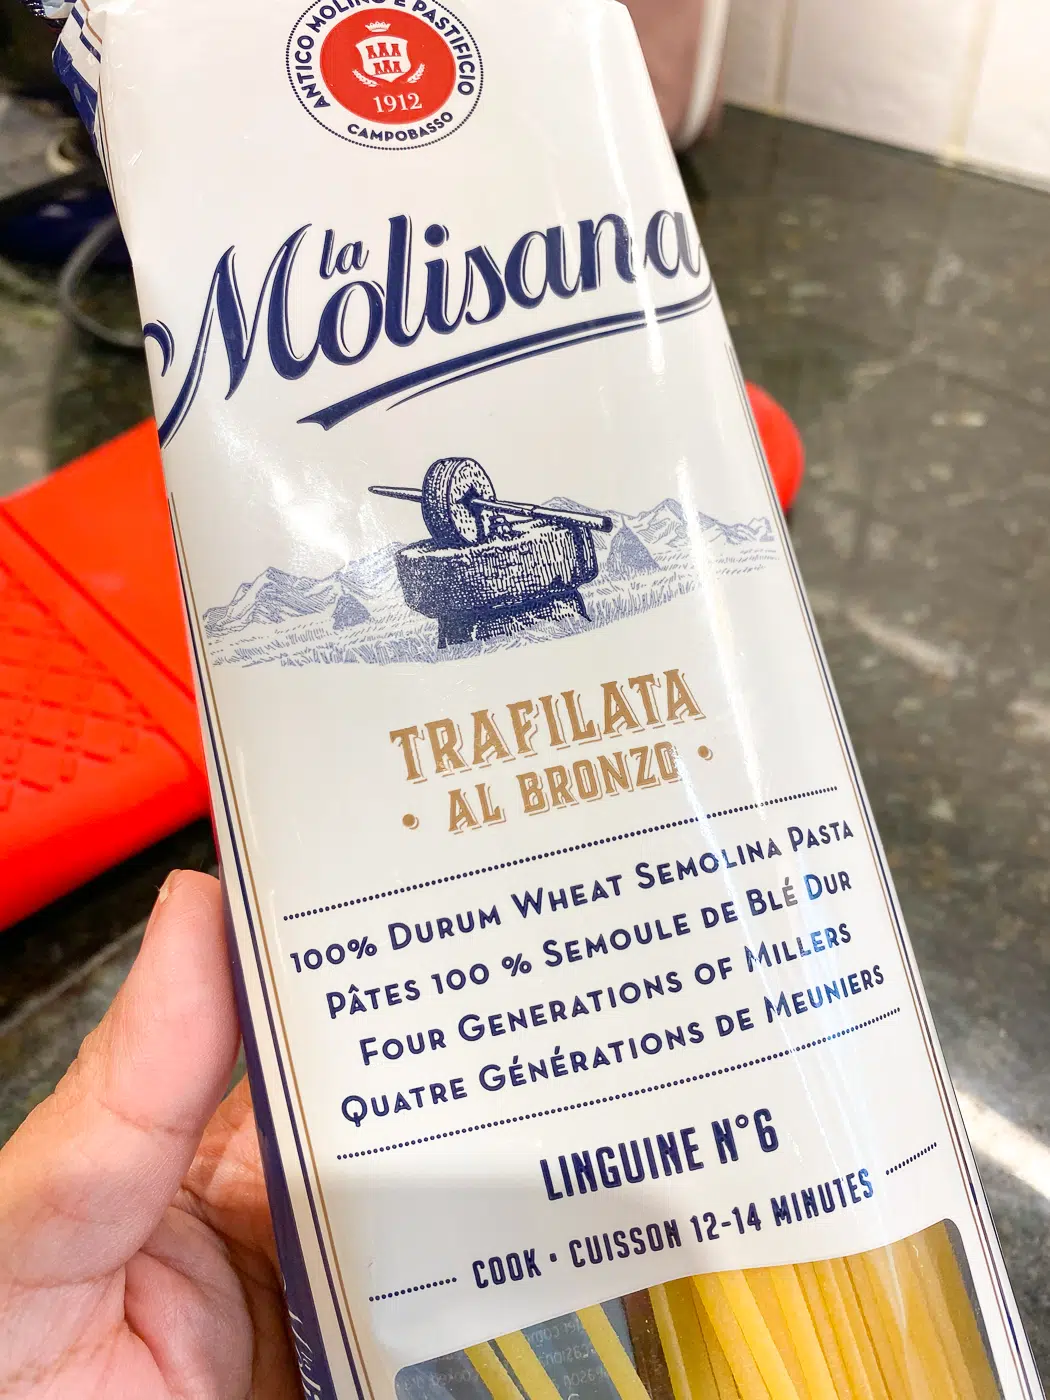 ANTICO MOLINO E PASTIFICIO
1912
CAMPOBASSO
la
Molisana
TRAFILATA
• AL BRONZO •
100% DURUM WHEAT SEMOLINA PASTA
PÂTES 100 % SEMOULE DE BLÉ DUR
FOUR GENERATIONS OF MILLERS
QUATRE GÉNÉRATIONS DE MEUNIERS
LINGUINE N°6
COOK • CUISSON 12-14 MINUTES